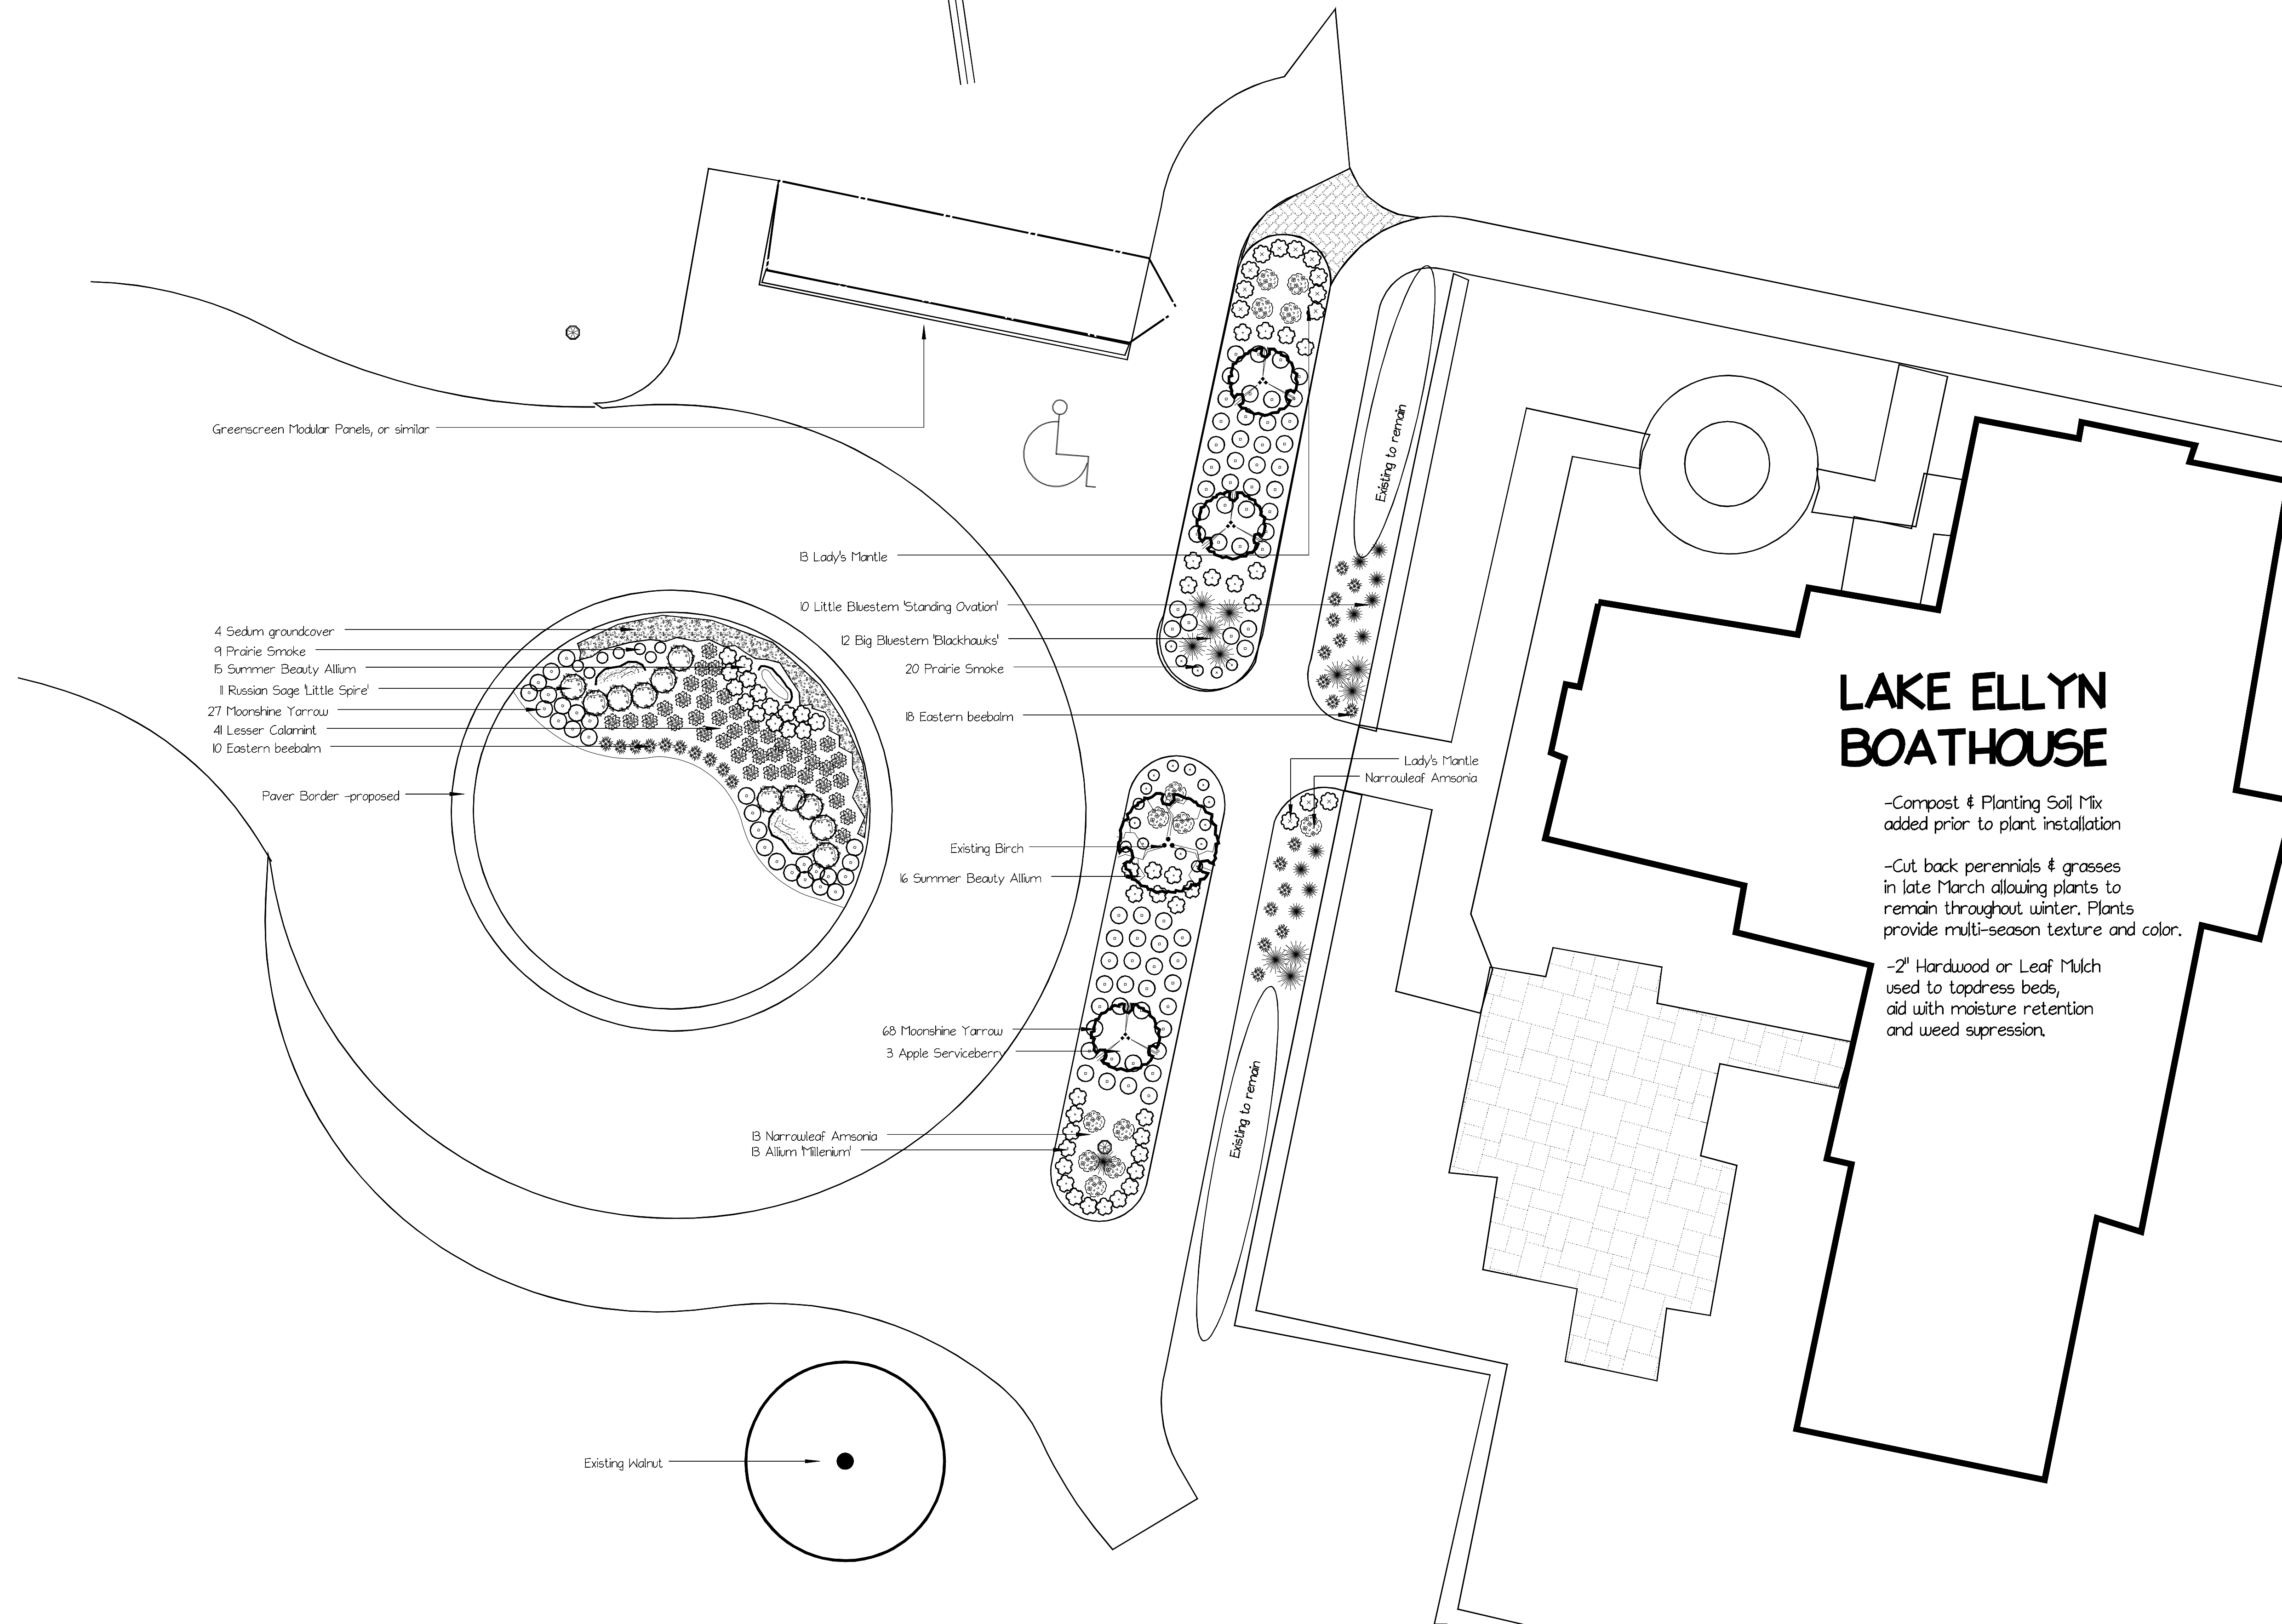 Greenscreen Modular Panels, or similar
Existing to remain
13 Lady's Mantle
10 Little Bluestem 'Standing Ovation'
12 Big Bluestem 'Blackhawks'
20 Prairie Smoke
18 Eastern beebalm
4 Sedum groundcover
9 Prairie Smoke
15 Summer Beauty Allium
11 Russian Sage 'Little Spire'
27 Moonshine Yarrow
41 Lesser Calamint
10 Eastern beebalm
Paver Border -proposed
Lady's Mantle
Narrowleaf Amsonia
Existing Birch
16 Summer Beauty Allium
68 Moonshine Yarrow
3 Apple Serviceberry
13 Narrowleaf Amsonia
13 Allium 'Millenium'
Existing to remain
Existing Walnut
LAKE ELLYN
BOATHOUSE
-Compost & Planting Soil Mix
added prior to plant installation
-Cut back perennials & grasses
in late March allowing plants to
remain throughout winter. Plants
provide multi-season texture and color.
-2" Hardwood or Leaf Mulch
used to topdress beds,
aid with moisture retention
and weed supression.